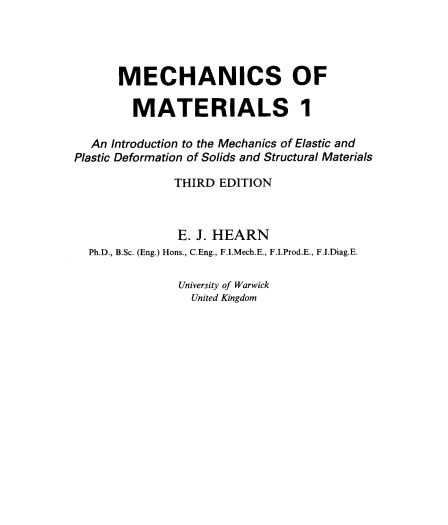 MECHANICS OF
MATERIALS 1
An Introduction to the Mechanics of Elastic and
Plastic Deformation of Solids and Structural Materials
THIRD EDITION
E. J. HEARN
Ph.D., B.Sc. (Eng.) Hons., C.Eng., F.I.Mech.E., F.I.Prod.E., F.I.Diag.E.
University of Warwick
United Kingdom